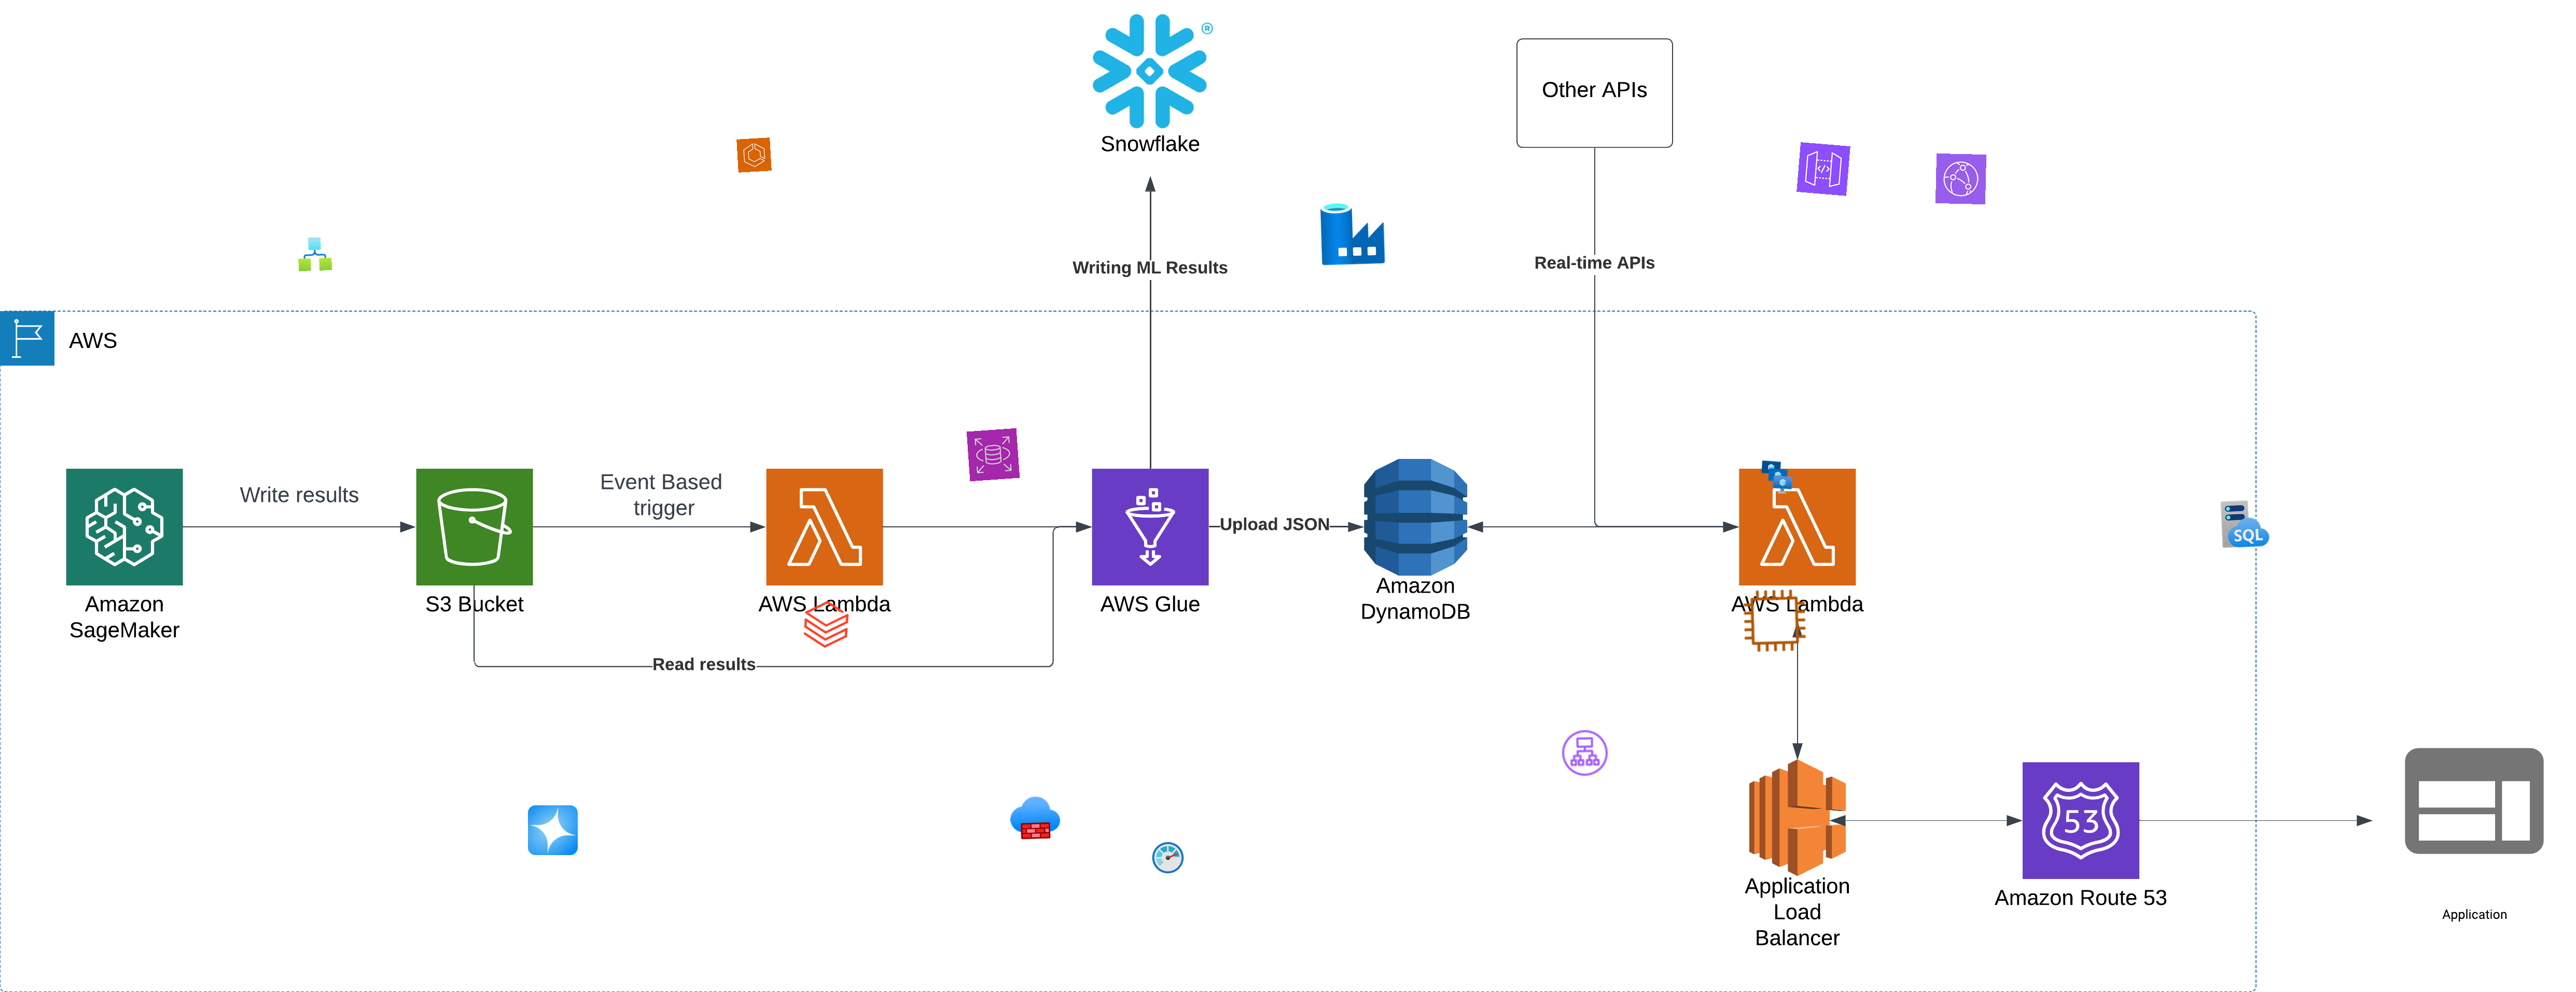 ®
Snowflake
Other APIs
Writing ML Results
Real-time APIs
AWS
Write results
Event Based
trigger
Upload JSON
SQL
Amazon
SageMaker
S3 Bucket
AWS Lambda
AWS Glue
Amazon
DynamoDB
AWS Lambda
Read results
53
Application
Load
Balancer
Amazon Route 53
Application